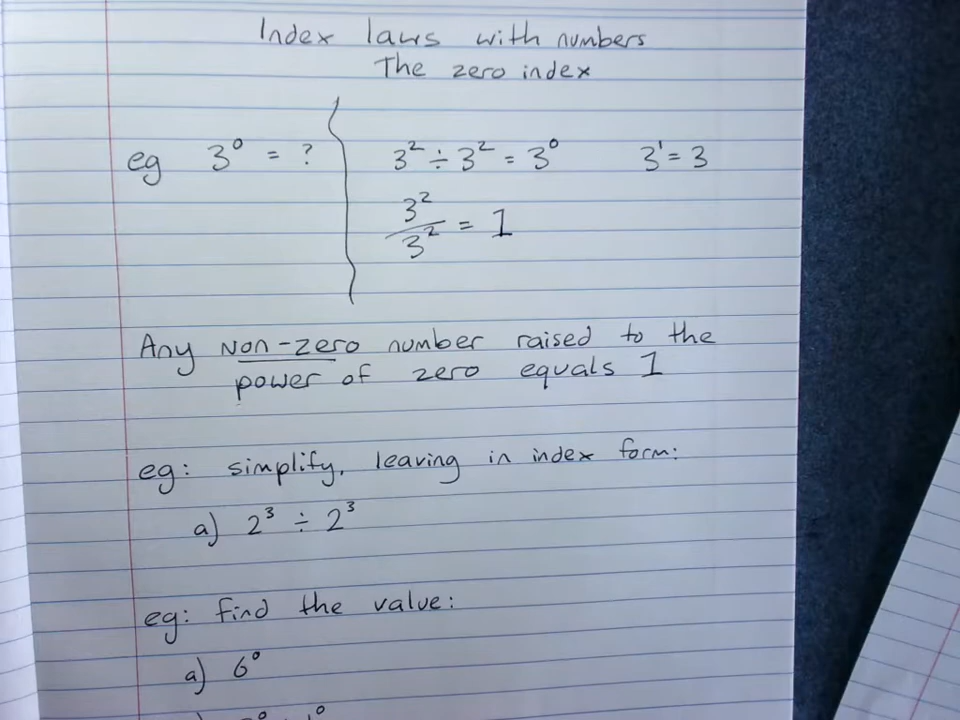 Index laws with numbers
The zero index
eg 3⁰ = ?
3² ÷ 3² = 3⁰ 3¹ = 3
3²/3² = 1
Any non-zero number raised to the
power of zero equals 1
eg: simplify, leaving in index form:
a) 2³ ÷ 2³
eg: find the value:
a) 6⁰